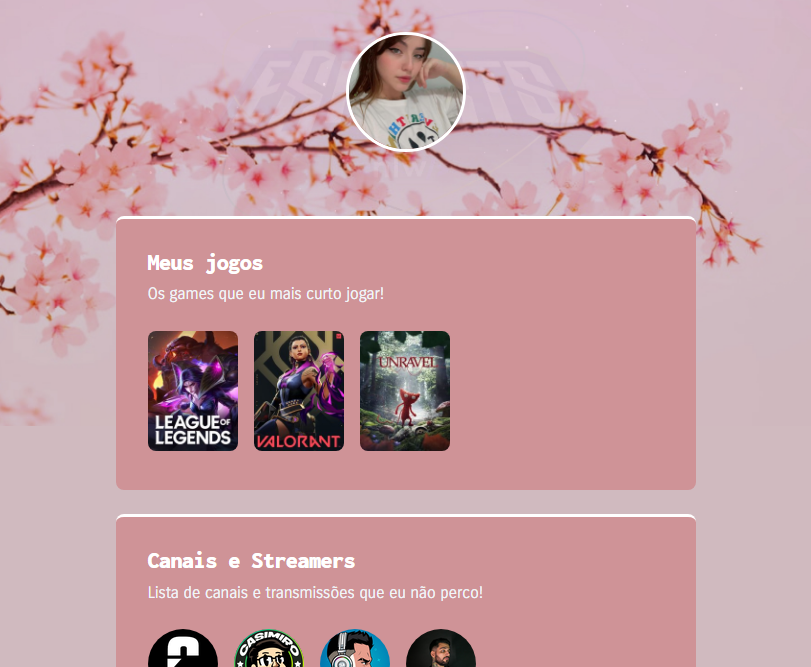 ESPORTS
Meus jogos
Os games que eu mais curto jogar!
LEAGUE OF
LEGENDS
VALORANT
UNRAVEL
Canais e Streamers
Lista de canais e transmissões que eu não perco!
CASIMIRO